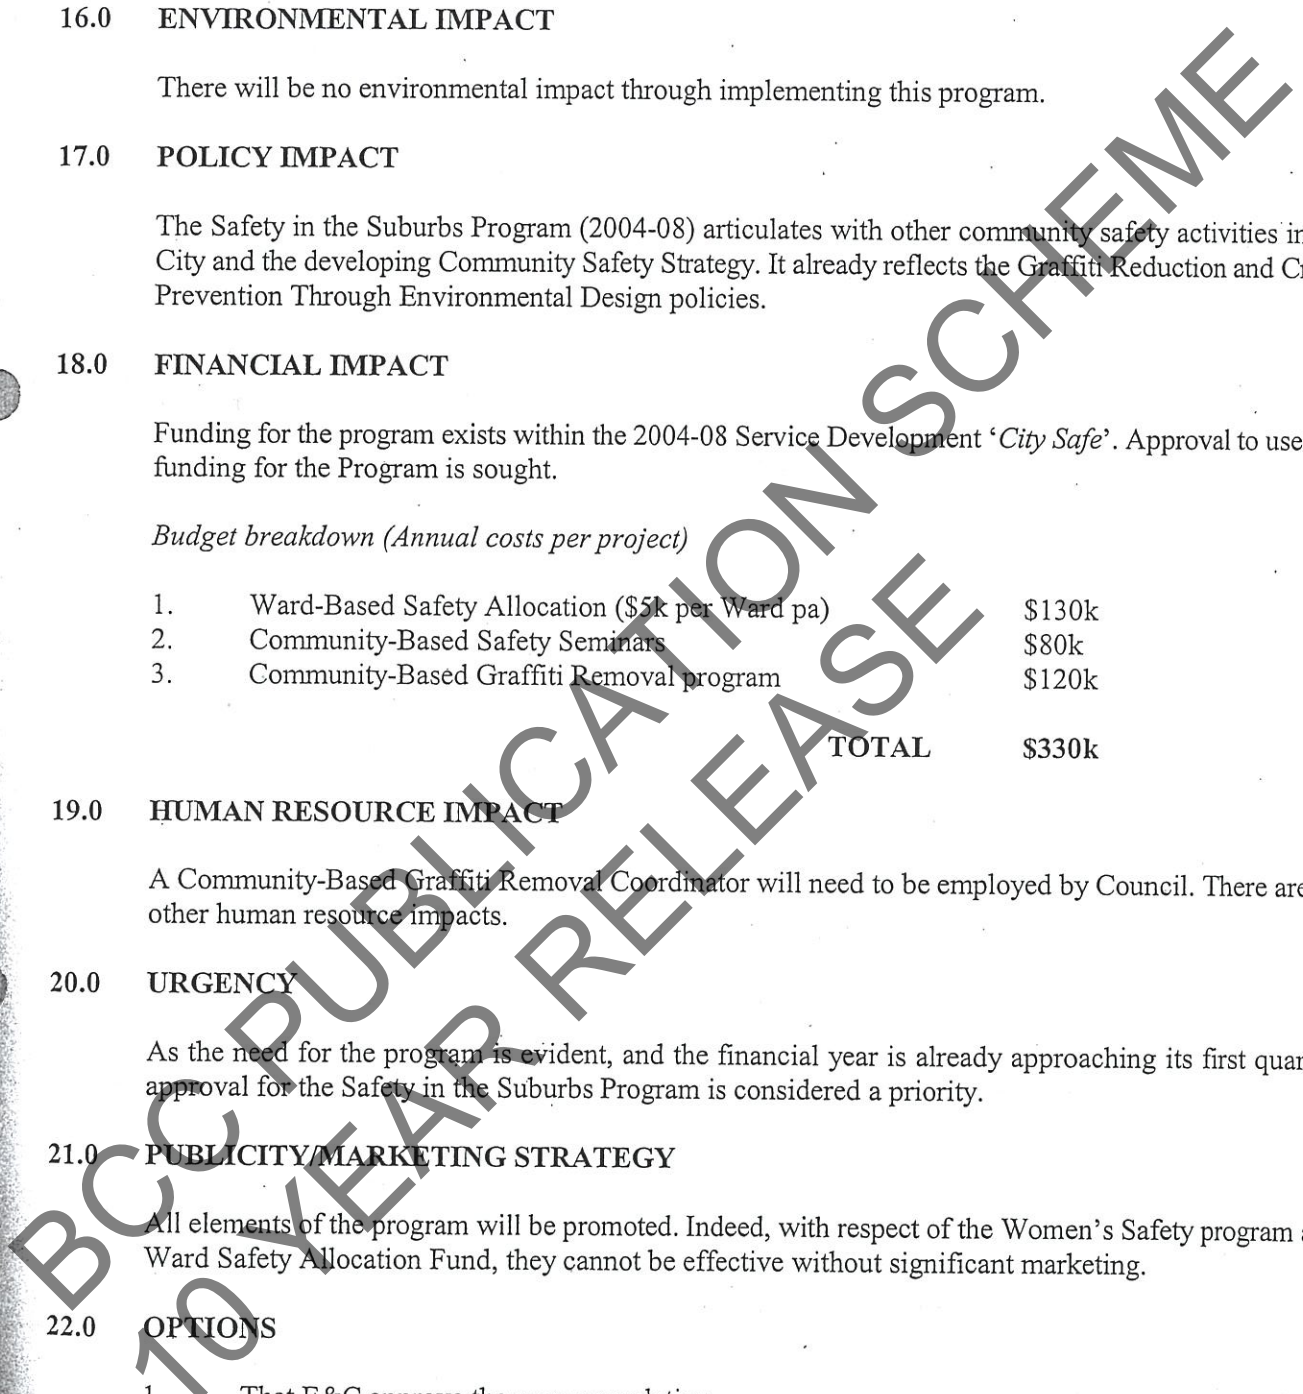 16.0 ENVIRONMENTAL IMPACT
There will be no environmental impact through implementing this program.
17.0 POLICY IMPACT
The Safety in the Suburbs Program (2004-08) articulates with other community safety activities
City and the developing Community Safety Strategy. It already reflects the Graffiti Reduction and
Prevention Through Environmental Design policies.
18.0 FINANCIAL IMPACT
Funding for the program exists within the 2004-08 Service Development ‘City Safe’. Approval to use
funding for the Program is sought.
Budget breakdown (Annual costs per project)
1. Ward-Based Safety Allocation ($5k per Ward pa) $130k
2. Community-Based Safety Seminars $80k
3. Community-Based Graffiti Removal program $120k
TOTAL $330k
19.0 HUMAN RESOURCE IMPACT
A Community-Based Graffiti Removal Coordinator will need to be employed by Council. There are
other human resource impacts.
20.0 URGENCY
As the need for the program is evident, and the financial year is already approaching its first
approval for the Safety in the Suburbs Program is considered a priority.
21.0 PUBLICITY/MARKETING STRATEGY
All elements of the program will be promoted. Indeed, with respect of the Women's Safety program
Ward Safety Allocation Fund, they cannot be effective without significant marketing.
22.0 OPTIONS
BCC PUBLICATION SCHEME
10 YEAR RELEASE